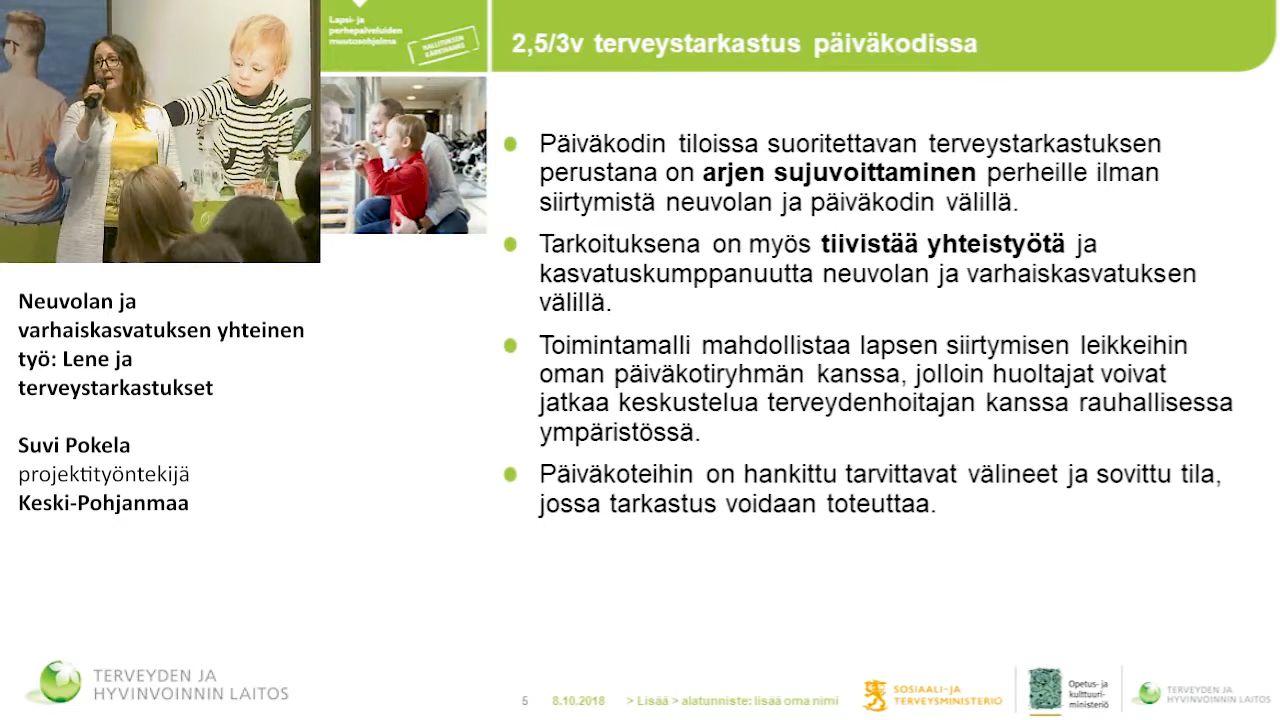 Lapsi- ja
perhepalveluiden
muutosohjelma
HALLITUKSEN
KÄRKIHANKE
2,5/3v terveystarkastus päiväkodissa
Päiväkodin tiloissa suoritettavan terveystarkastuksen
perustana on arjen sujuvoittaminen perheille ilman
siirtymistä neuvolan ja päiväkodin välillä.
Tarkoituksena on myös tiivistää yhteistyötä ja
kasvatuskumppanuutta neuvolan ja varhaiskasvatuksen
välillä.
Toimintamalli mahdollistaa lapsen siirtymisen leikkeihin
oman päiväkotiryhmän kanssa, jolloin huoltajat voivat
jatkaa keskustelua terveydenhoitajan kanssa rauhallisessa
ympäristössä.
Päiväkoteihin on hankittu tarvittavat välineet ja sovittu tila,
jossa tarkastus voidaan toteuttaa.
Neuvolan ja
varhaiskasvatuksen yhteinen
työ: Lene ja
terveystarkastukset
Suvi Pokela
projektityöntekijä
Keski-Pohjanmaa
TERVEYDEN JA
HYVINVOINNIN LAITOS
5 8.10.2018 > Lisää > alatunniste: lisää oma nimi
SOSIAALI- JA
TERVEYSMINISTERIÖ
Opetus- ja
kulttuuri-
ministeriö
TERVEYDEN JA
HYVINVOINNIN LAITOS